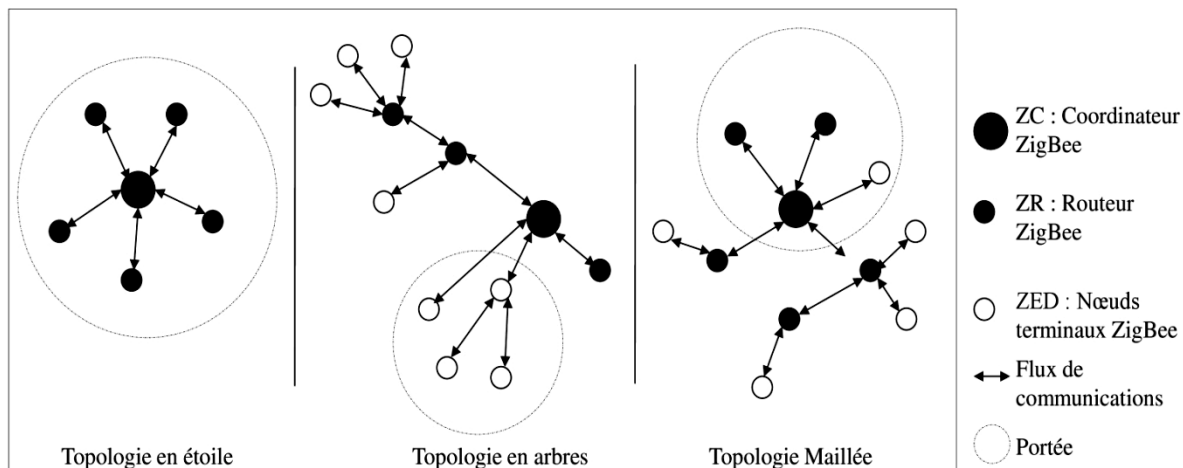 ZC : Coordinateur
ZigBee
ZR : Routeur
ZigBee
ZED : Nœuds
terminaux ZigBee
Flux de
communications
Portée
Topologie en étoile
Topologie en arbres
Topologie Maillée